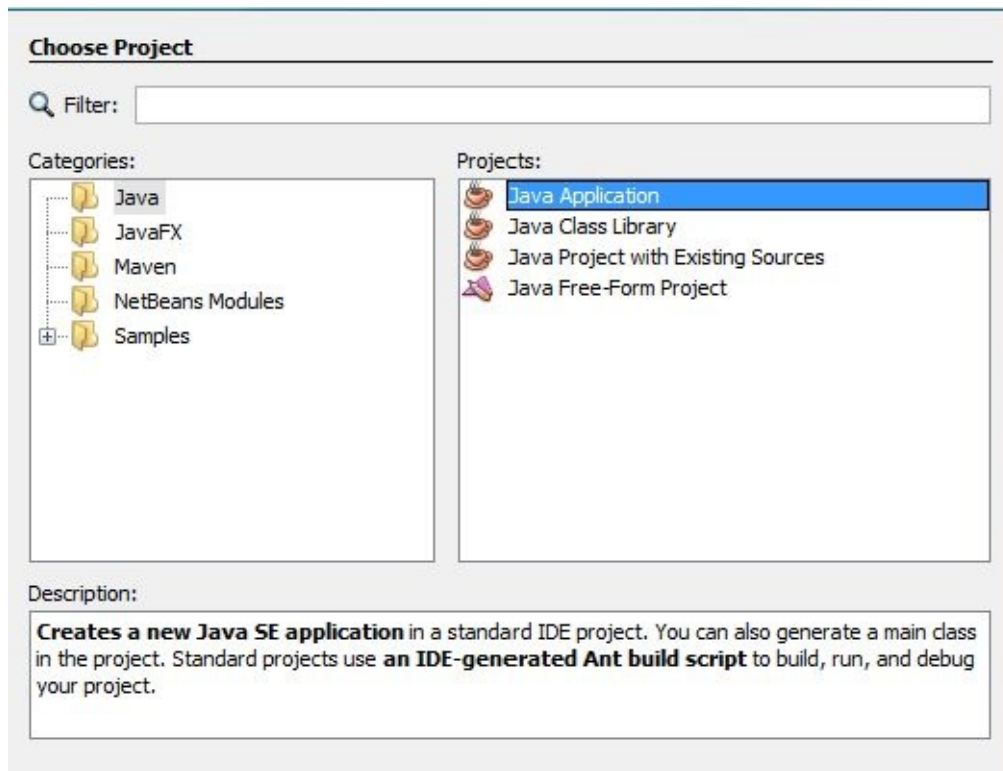 Choose Project
Filter:
Categories:
Java
JavaFX
Maven
NetBeans Modules
Samples
Projects:
Java Application
Java Class Library
Java Project with Existing Sources
Java Free-Form Project
Description:
Creates a new Java SE application in a standard IDE project. You can also generate a main class
in the project. Standard projects use an IDE-generated Ant build script to build, run, and debug
your project.